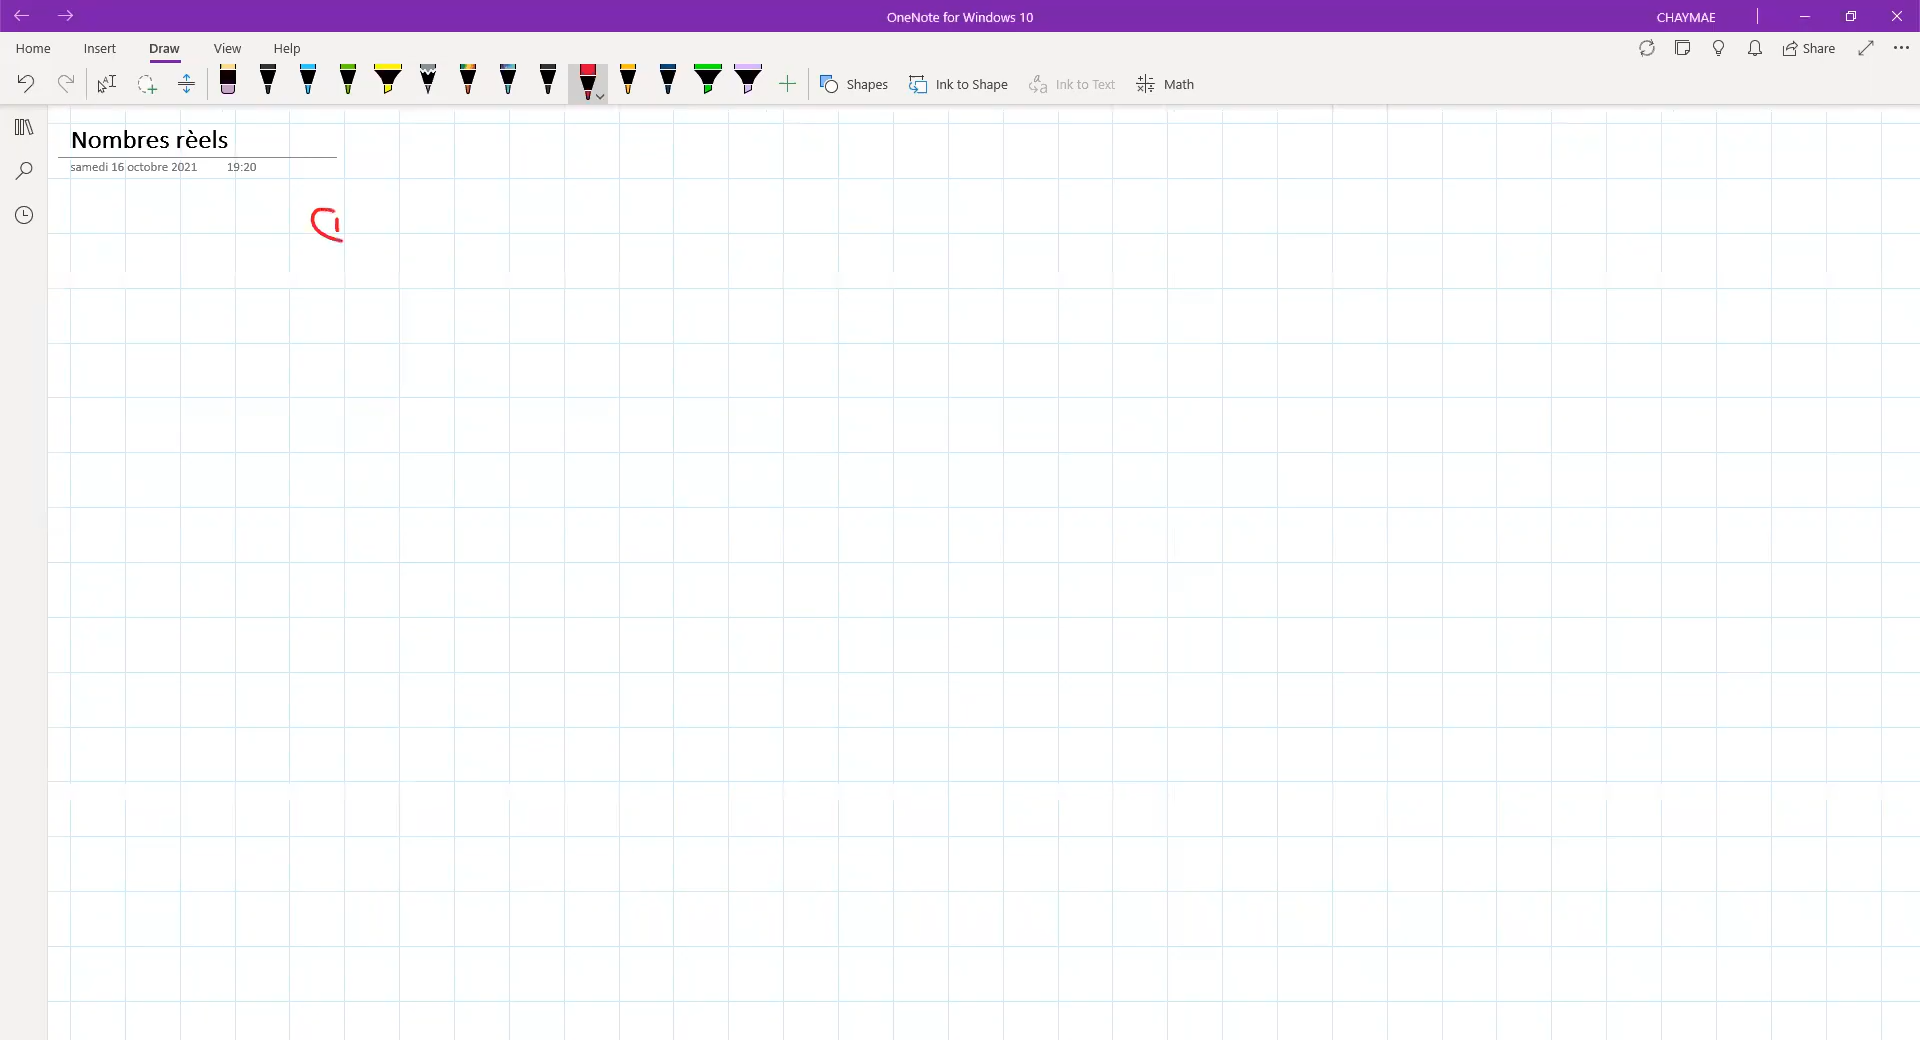 OneNote for Windows 10
CHAYMAE
Home Insert Draw View Help
Share
Shapes Ink to Shape Ink to Text Math
Nombres rèels
samedi 16 octobre 2021 19:20